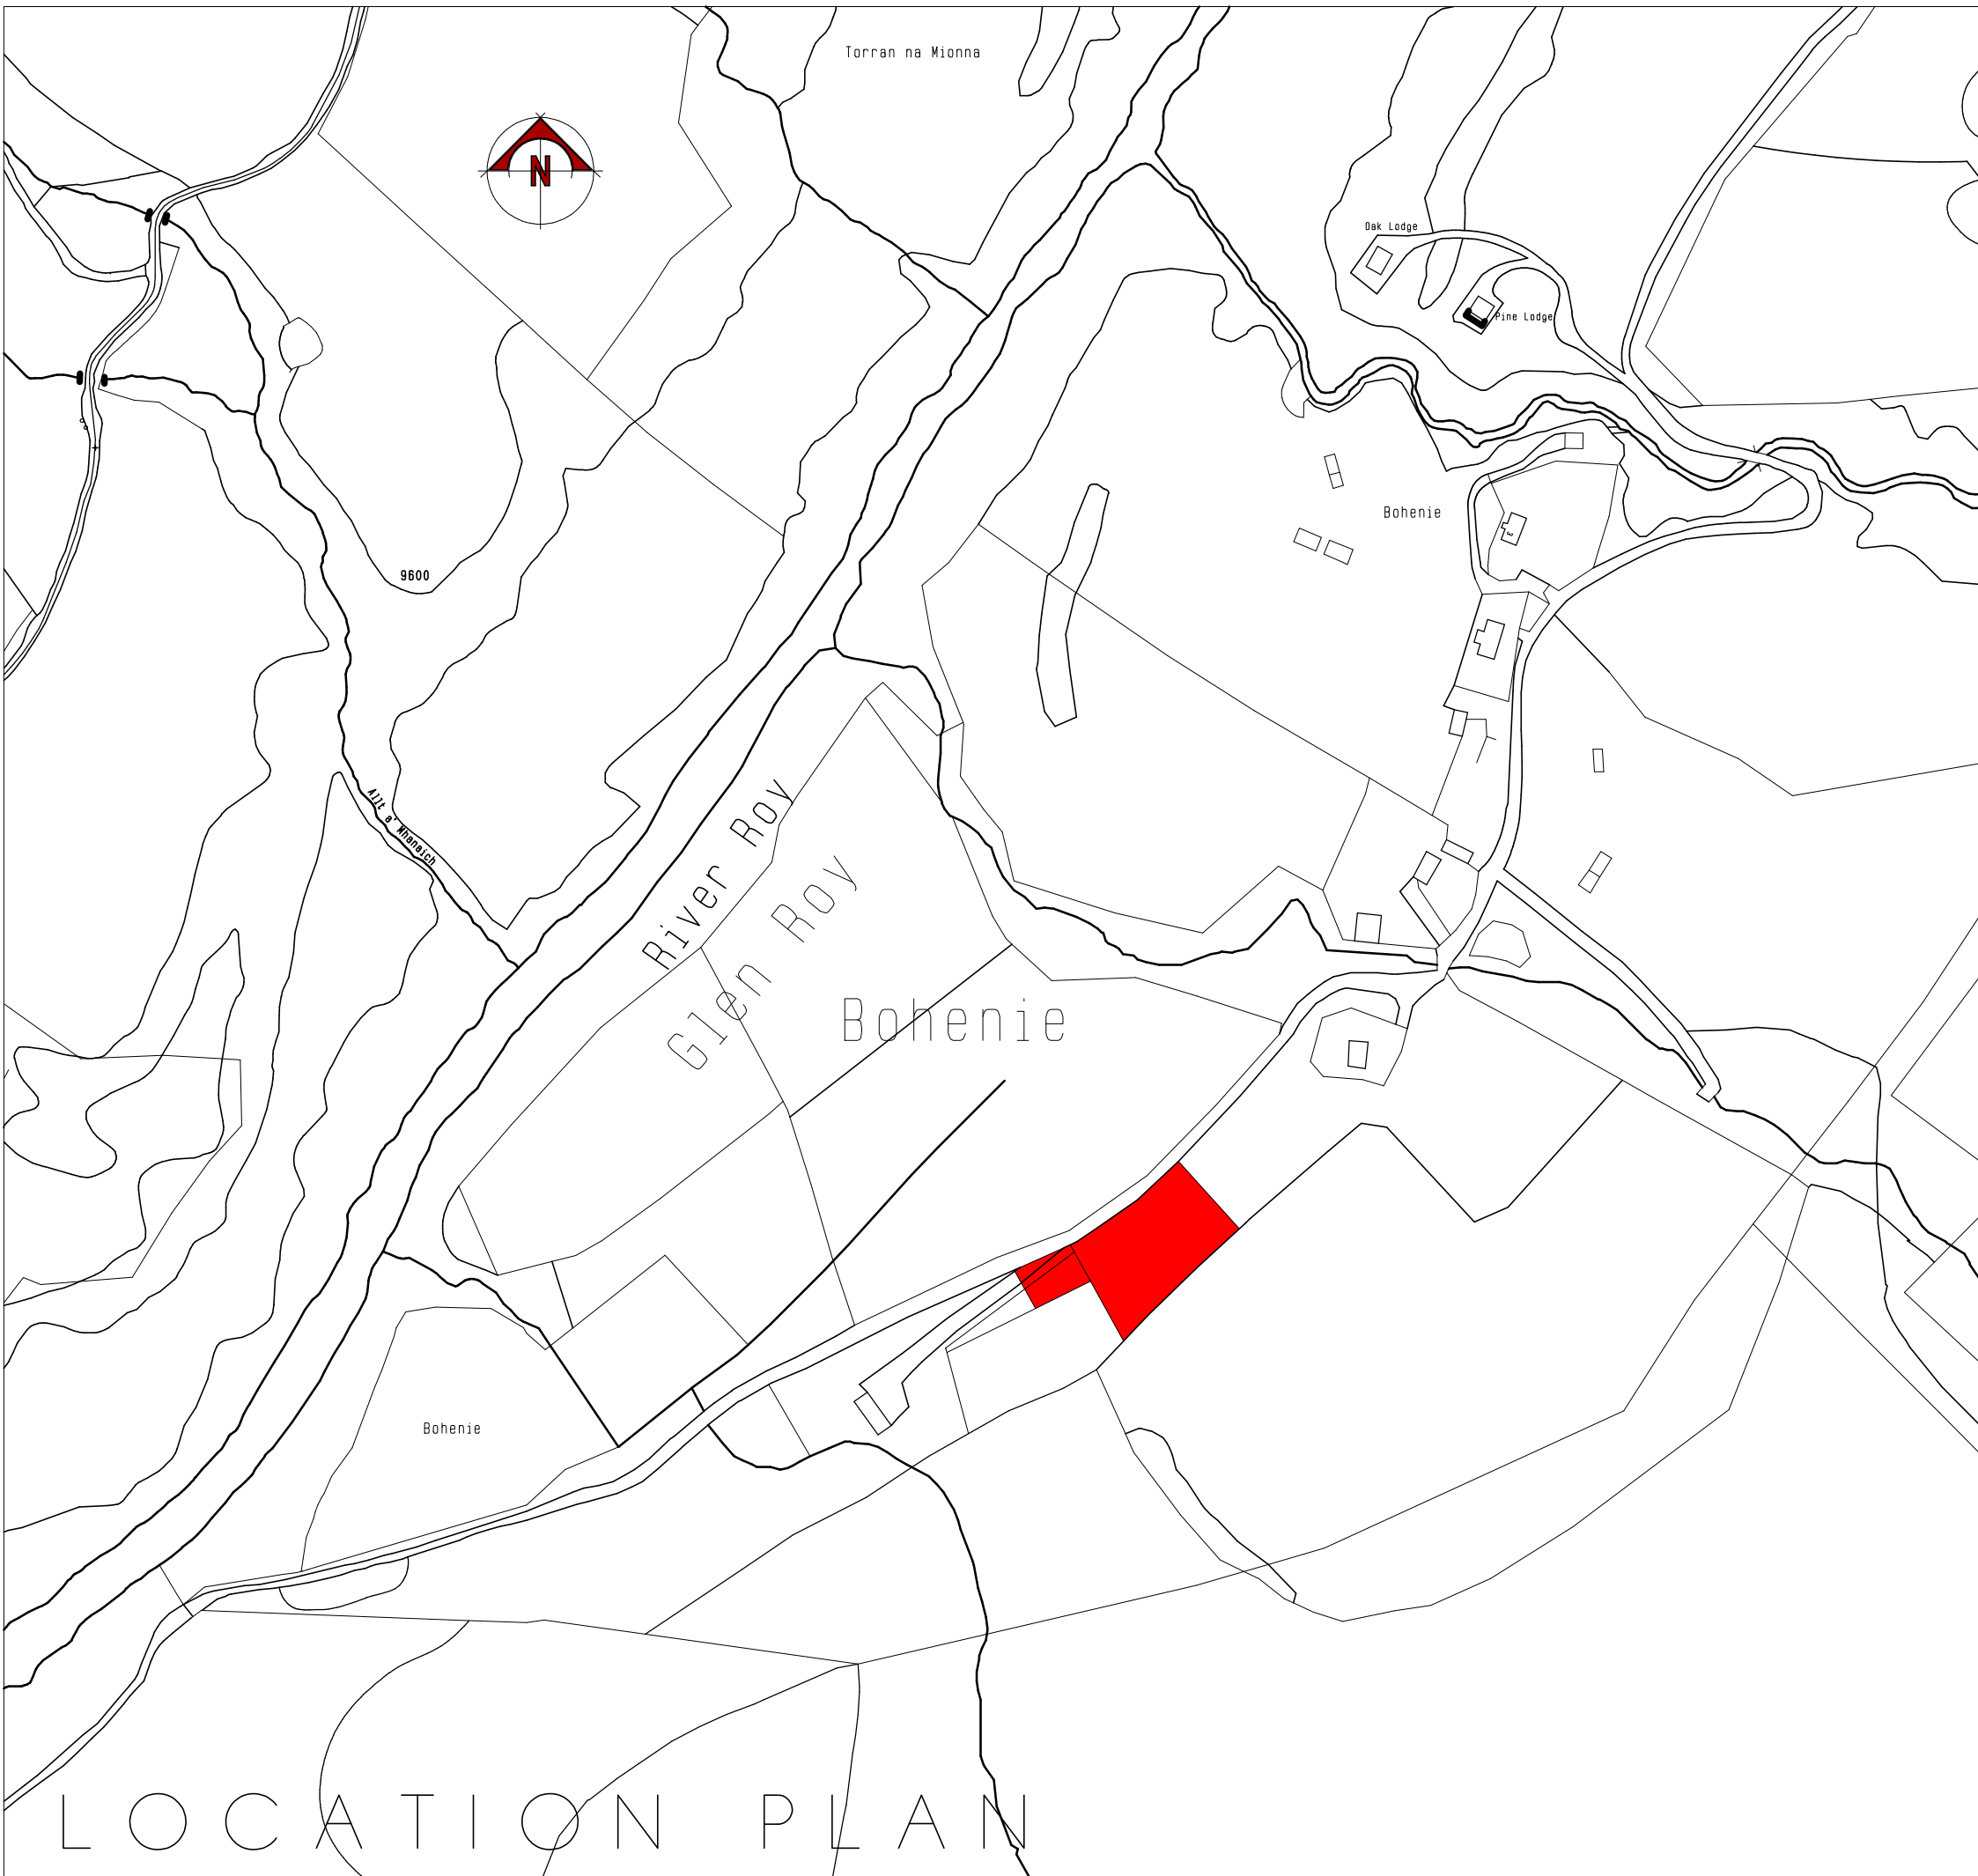 Torran na Mionna
N
Oak Lodge
Pine Lodge
Bohenie
3
9600
Allt a' Mhanaich
River Roy
Glen Roy
Bohenie
Bohenie
LOCATION PLAN